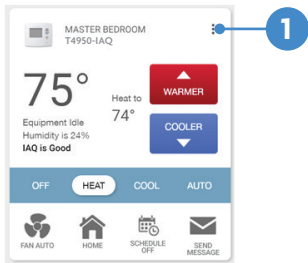 MASTER BEDROOM
T4950-IAQ
1
75°
Heat to
74°
WARMER
COOLER
Equipment Idle
Humidity is 24%
IAQ is Good
OFF
HEAT
COOL
AUTO
FAN AUTO
HOME
SCHEDULE
OFF
SEND
MESSAGE